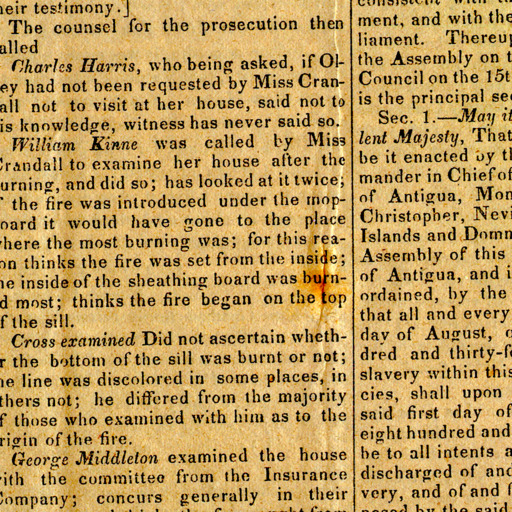 heir testimony.]
The counsel for the prosecution then
alled
Charles Harris, who being asked, if Ol-
ey had not been requested by Miss Cran-
all not to visit at her house, said not to
is knowledge, witness has never said so.
William Kinne was called by Miss
Crandall to examine her house after the
urning, and did so; has looked at it twice;
f the fire was introduced under the mop-
oard it would have gone to the place
where the most burning was; for this rea-
on thinks the fire was set from the inside;
he inside of the sheathing board was burn-
d most; thinks the fire began on the top
f the sill.
Cross examined Did not ascertain wheth-
r the bottom of the sill was burnt or not;
he line was discolored in some places, in
thers not; he differed from the majority
f those who examined with him as to the
rigin of the fire.
George Middleton examined the house
with the committee from the Insurance
Company; concurs generally in their
consistent with
ment, and with the
liament. Thereup
the Assembly on t
Council on the 15t
is the principal sec
Sec. 1.—May it
lent Majesty, That
be it enacted by th
mander in Chief of
of Antigua, Mon
Christopher, Nevi
Islands and Domn
Assembly of this
of Antigua, and i
ordained, by the
that all and every
day of August, o
dred and thirty-fo
slavery within this
cies, shall upon
said first day of
eight hundred and
be to all intents a
discharged of and
very, and of and f